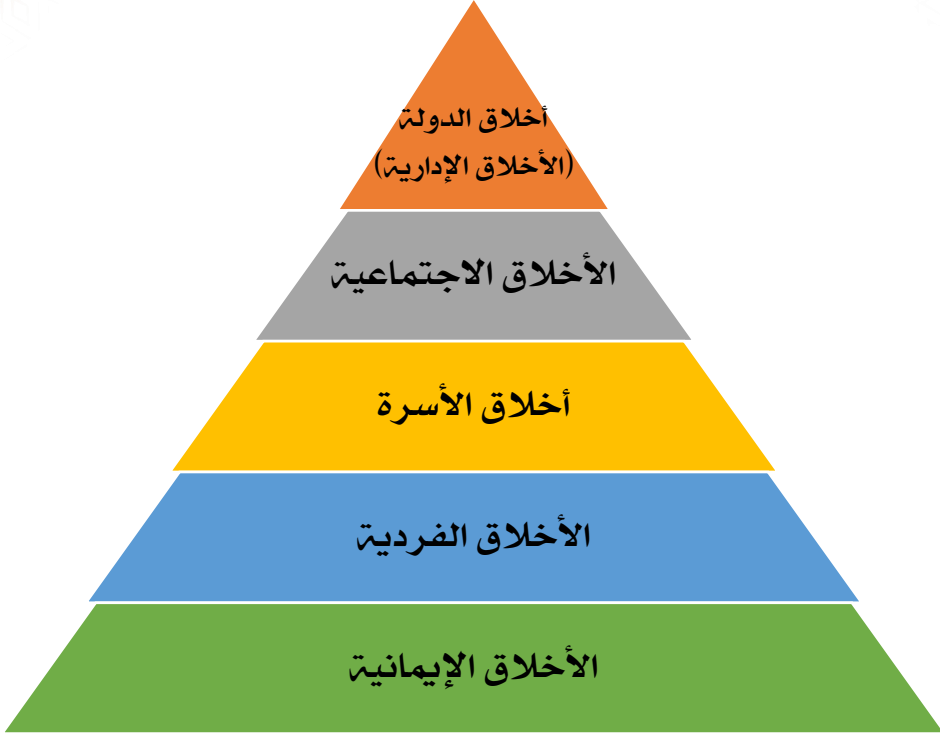 أخلاق الدولة
(الأخلاق الإدارية)
الأخلاق الاجتماعية
أخلاق الأسرة
الأخلاق الفردية
الأخلاق الإيمانية